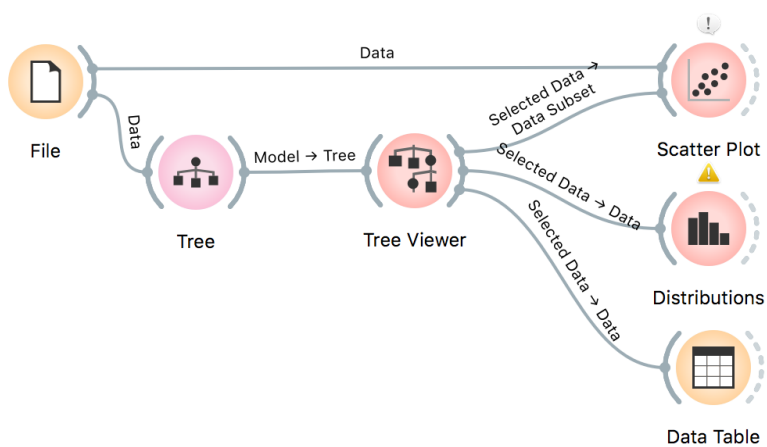 Data
File
Data
Tree
Model → Tree
Tree Viewer
Selected Data →
Data Subset
Selected Data → Data
Selected Data → Data
!
Scatter Plot
!
Distributions
Data Table